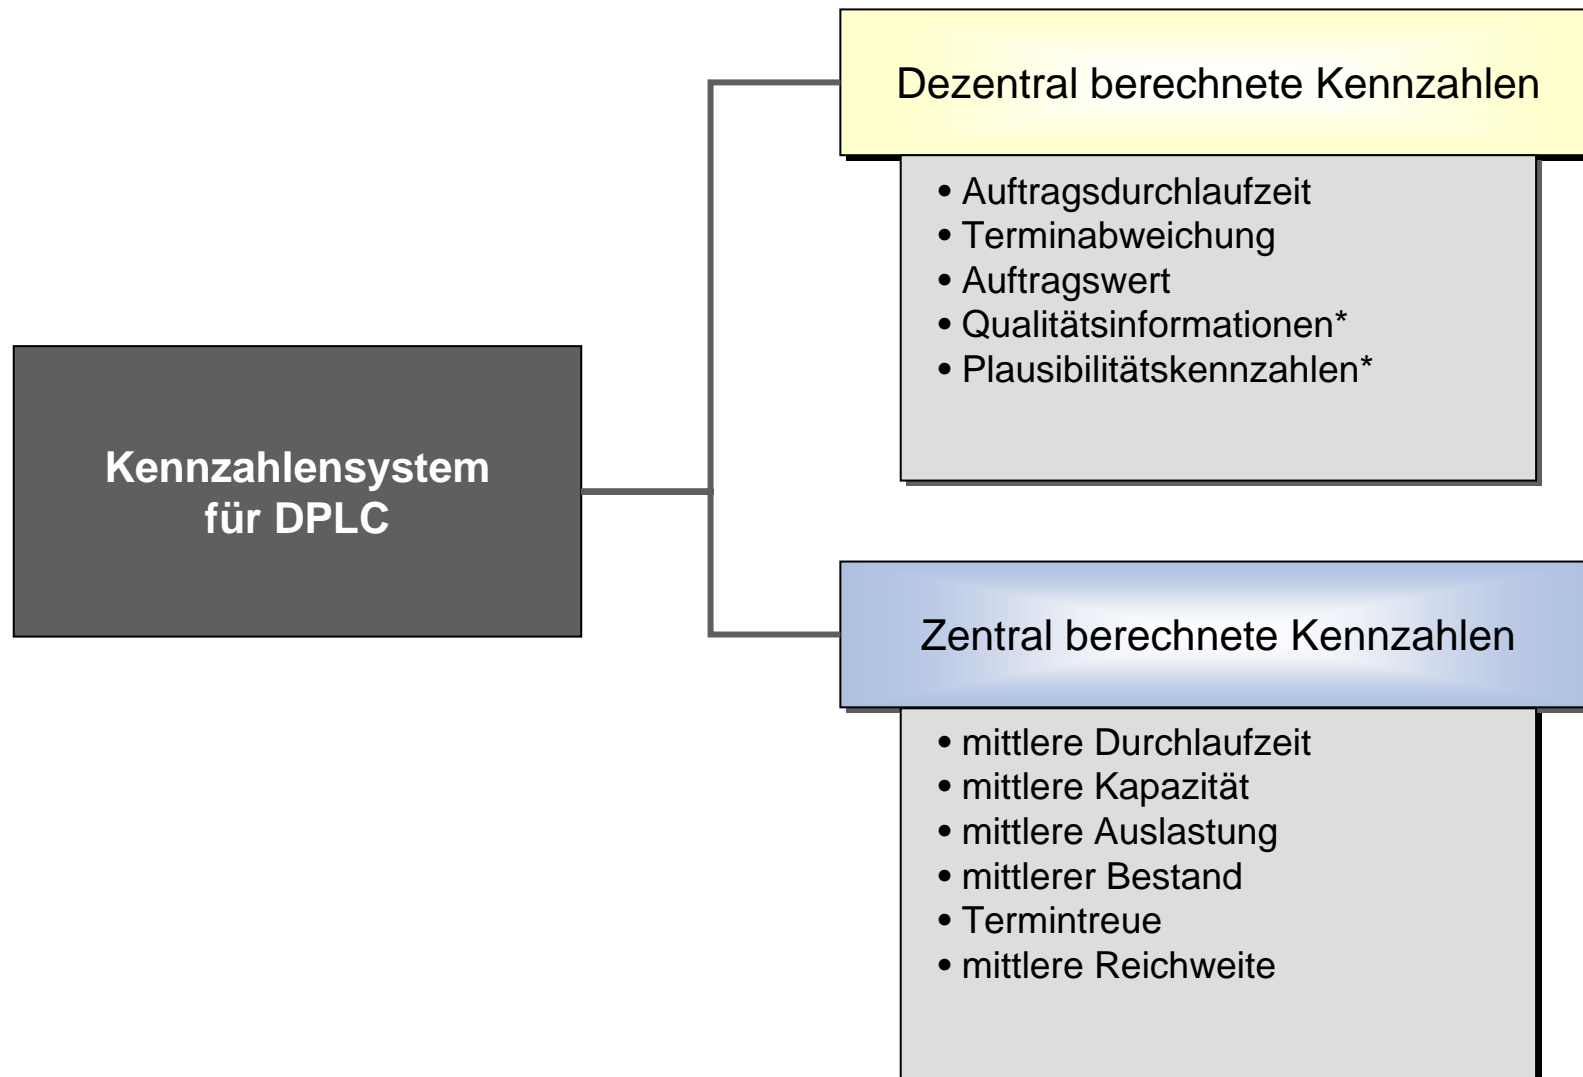 Kennzahlensystem
für DPLC
Dezentral berechnete Kennzahlen
• Auftragsdurchlaufzeit
• Terminabweichung
• Auftragswert
• Qualitätsinformationen*
• Plausibilitätskennzahlen*
Zentral berechnete Kennzahlen
• mittlere Durchlaufzeit
• mittlere Kapazität
• mittlere Auslastung
• mittlerer Bestand
• Termintreue
• mittlere Reichweite